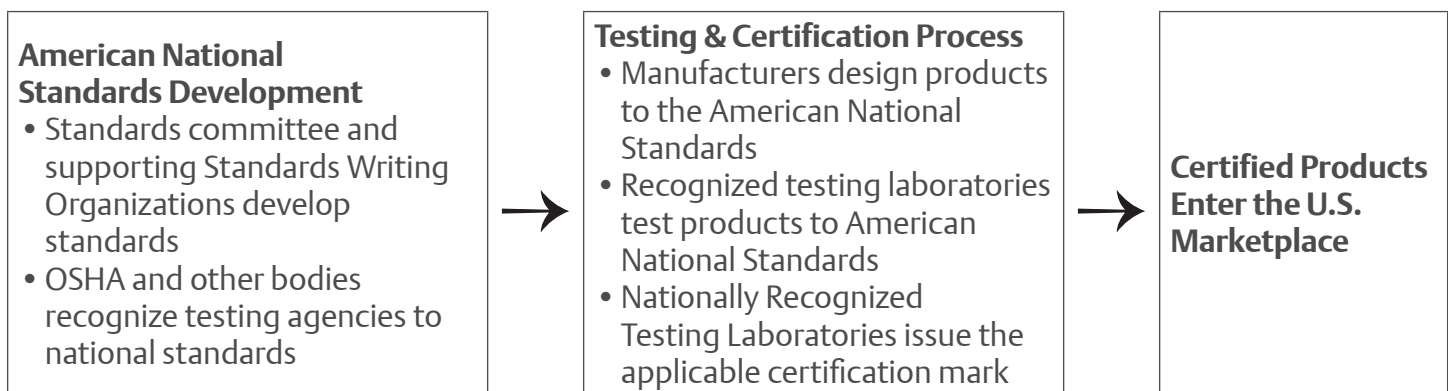 American National
Standards Development
• Standards committee and
supporting Standards Writing
Organizations develop
standards
• OSHA and other bodies
recognize testing agencies to
national standards
Testing & Certification Process
• Manufacturers design products
to the American National
Standards
• Recognized testing laboratories
test products to American
National Standards
• Nationally Recognized
Testing Laboratories issue the
applicable certification mark
Certified Products
Enter the U.S.
Marketplace